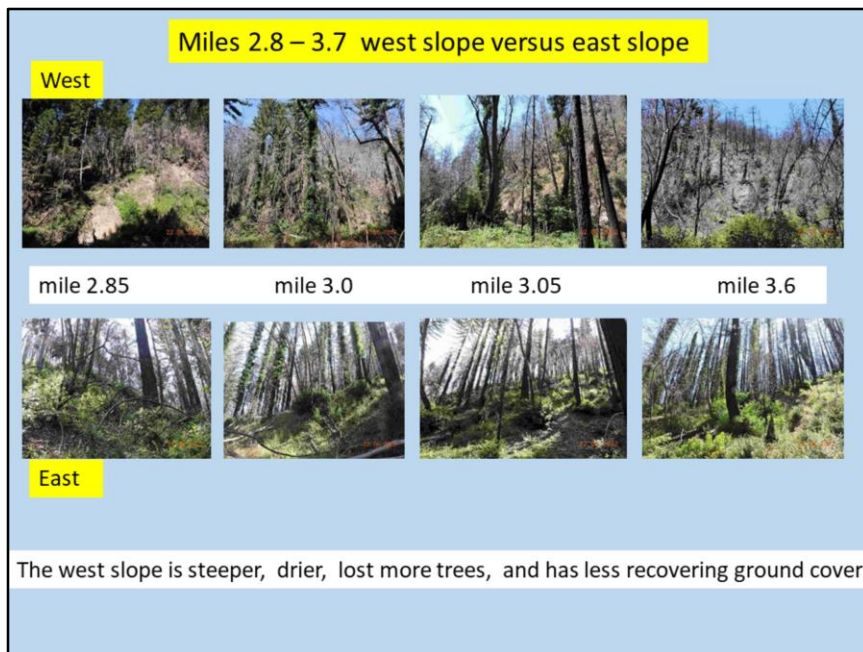 Miles 2.8 – 3.7 west slope versus east slope
West
mile 2.85 mile 3.0 mile 3.05 mile 3.6
East
The west slope is steeper, drier, lost more trees, and has less recovering ground cover